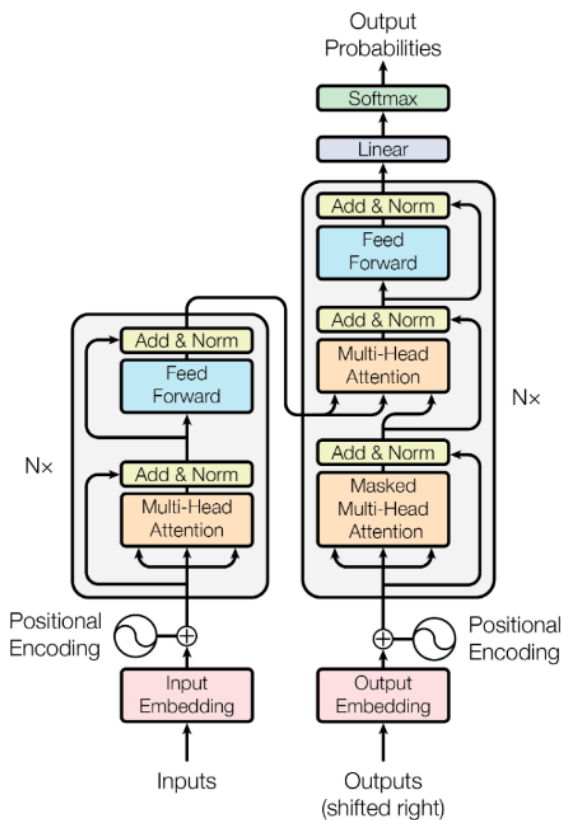 Output
Probabilities
Softmax
Linear
Add & Norm
Feed
Forward
Add & Norm
Multi-Head
Attention
Add & Norm
Masked
Multi-Head
Attention
N×
Add & Norm
Feed
Forward
Add & Norm
Multi-Head
Attention
N×
Positional
Encoding
Positional
Encoding
Input
Embedding
Output
Embedding
Inputs
Outputs
(shifted right)